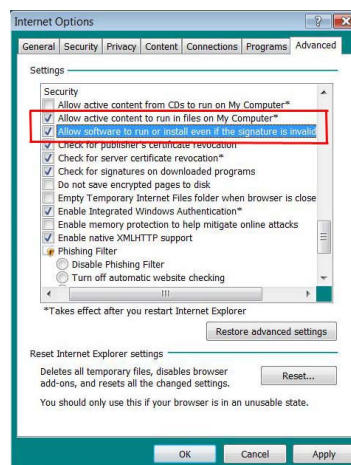 Internet Options
General Security Privacy Content Connections Programs Advanced
Settings
Security
Allow active content from CDs to run on My Computer*
Allow active content to run in files on My Computer*
Allow software to run or install even if the signature is invalid
Check for publisher's certificate revocation
Check for server certificate revocation*
Check for signatures on downloaded programs
Do not save encrypted pages to disk
Empty Temporary Internet Files folder when browser is close
Enable Integrated Windows Authentication*
Enable memory protection to help mitigate online attacks
Enable native XMLHTTP support
Phishing Filter
Disable Phishing Filter
Turn off automatic website checking
*Takes effect after you restart Internet Explorer
Restore advanced settings
Reset Internet Explorer settings
Deletes all temporary files, disables browser
add-ons, and resets all the changed settings.
Reset...
You should only use this if your browser is in an unusable state.
OK Cancel Apply